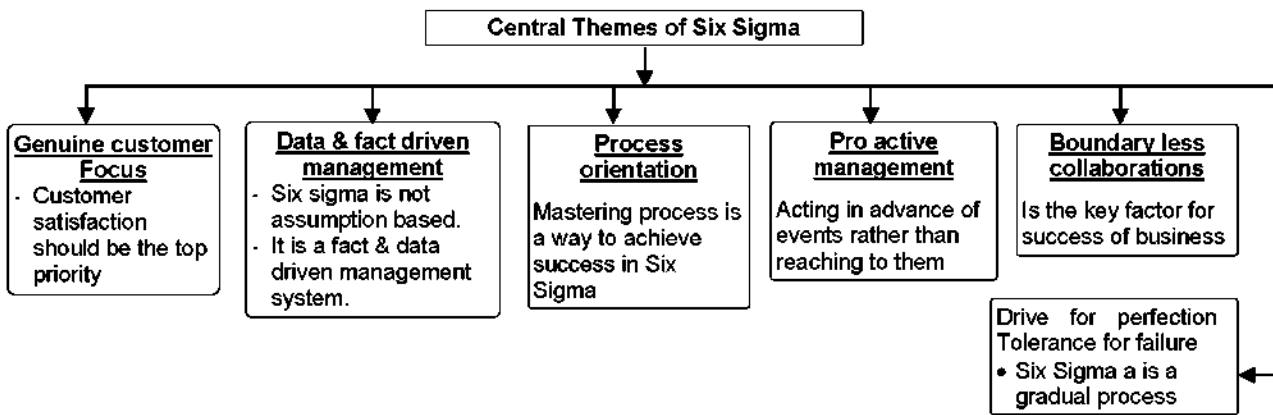 Central Themes of Six Sigma
Genuine customer
Focus
- Customer
satisfaction
should be the top
priority
Data & fact driven
management
- Six sigma is not
assumption based.
- It is a fact & data
driven management
system.
Process
orientation
Mastering process is
a way to achieve
success in Six
Sigma
Pro active
management
Acting in advance of
events rather than
reaching to them
Boundary less
collaborations
Is the key factor for
success of business
Drive for perfection
Tolerance for failure
• Six Sigma a is a
gradual process